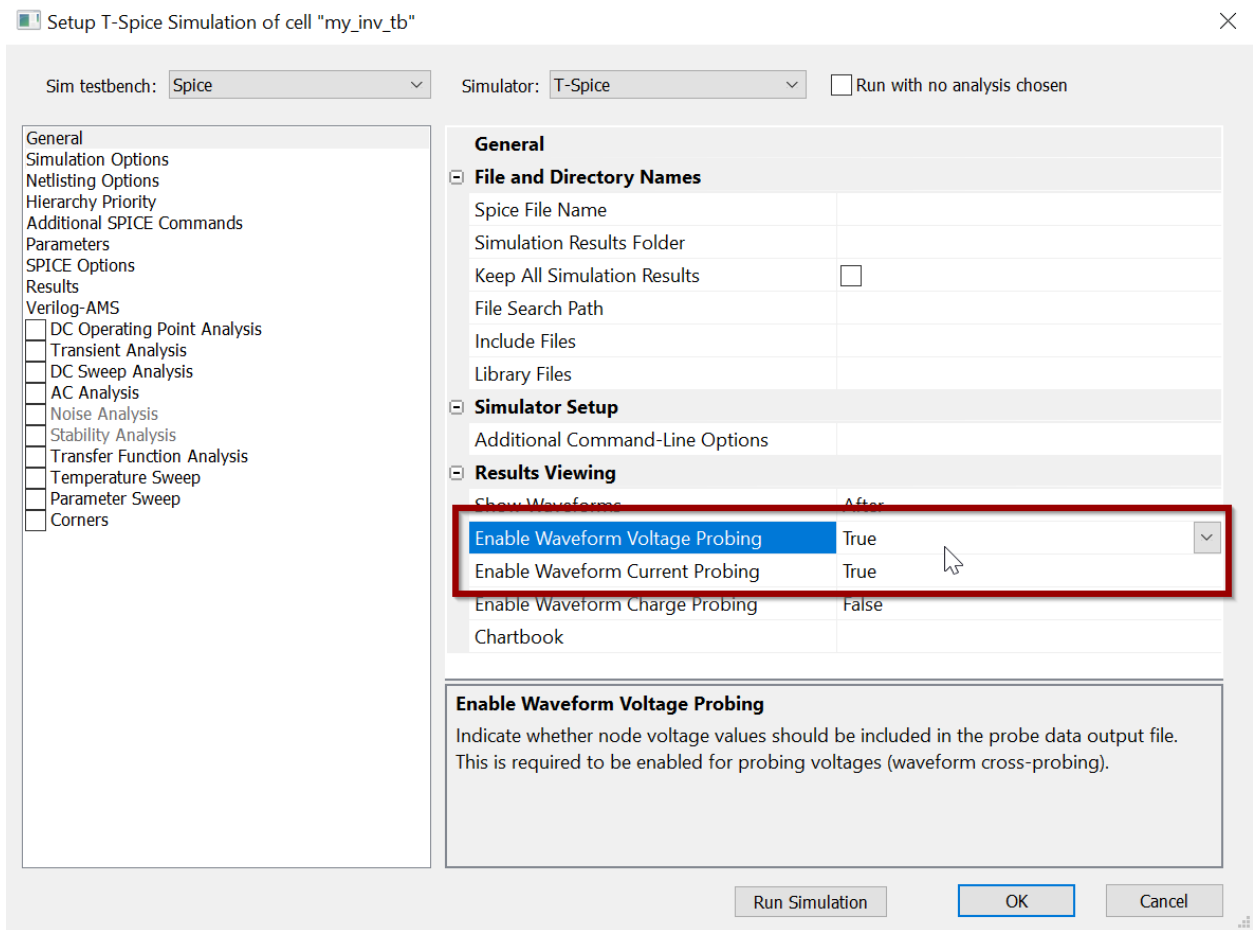 Setup T-Spice Simulation of cell "my_inv_tb"
Sim testbench: Spice Simulator: T-Spice Run with no analysis chosen
General
Simulation Options
Netlisting Options
Hierarchy Priority
Additional SPICE Commands
Parameters
SPICE Options
Results
Verilog-AMS
DC Operating Point Analysis
Transient Analysis
DC Sweep Analysis
AC Analysis
Noise Analysis
Stability Analysis
Transfer Function Analysis
Temperature Sweep
Parameter Sweep
Corners
General
File and Directory Names
Spice File Name
Simulation Results Folder
Keep All Simulation Results
File Search Path
Include Files
Library Files
Simulator Setup
Additional Command-Line Options
Results Viewing
Show Waveforms After
Enable Waveform Voltage Probing True
Enable Waveform Current Probing True
Enable Waveform Charge Probing False
Chartbook
Enable Waveform Voltage Probing
Indicate whether node voltage values should be included in the probe data output file.
This is required to be enabled for probing voltages (waveform cross-probing).
Run Simulation OK Cancel